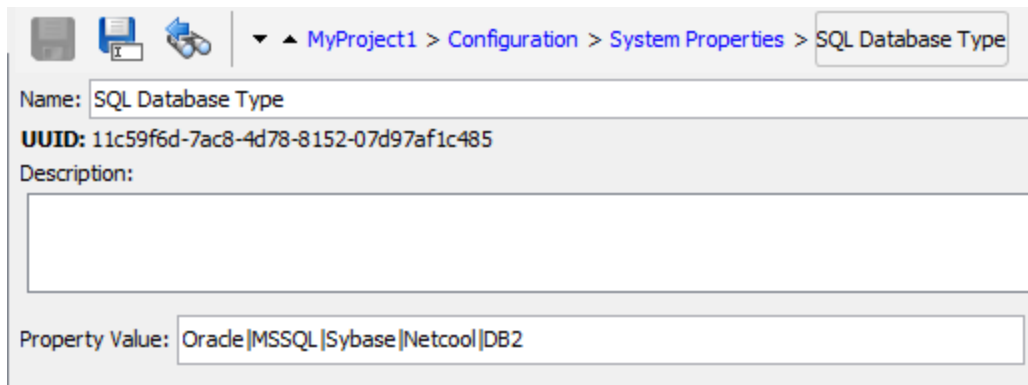 MyProject1 > Configuration > System Properties > SQL Database Type
Name: SQL Database Type
UUID: 11c59f6d-7ac8-4d78-8152-07d97af1c485
Description:
Property Value: Oracle|MSSQL|Sybase|Netcool|DB2